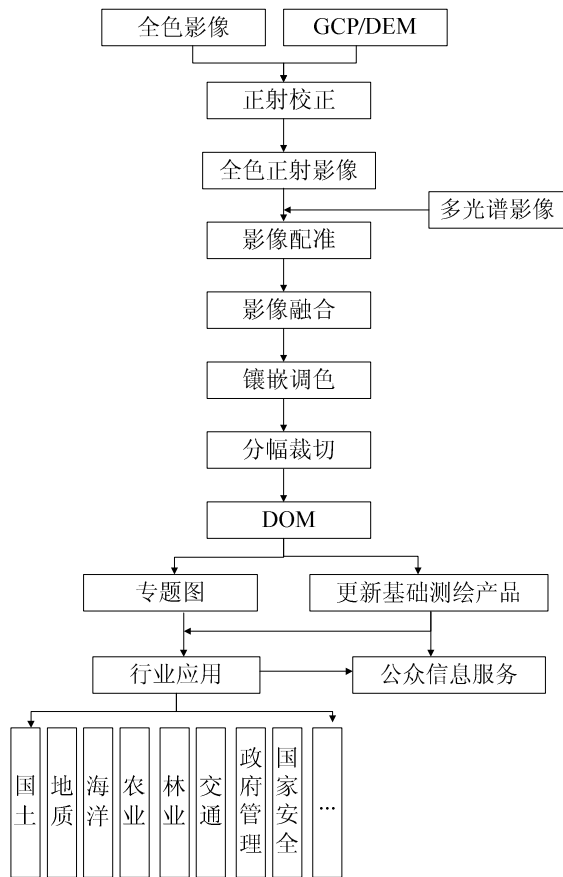 全色影像
GCP/DEM
正射校正
全色正射影像
多光谱影像
影像配准
影像融合
镶嵌调色
分幅裁切
DOM
专题图
更新基础测绘产品
行业应用
公众信息服务
国土
地质
海洋
农业
林业
交通
政府管理
国家安全
...